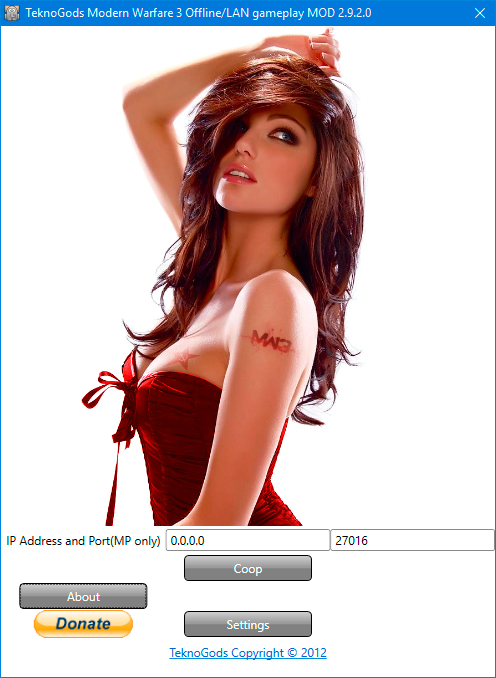 TeknoGods Modern Warfare 3 Offline/LAN gameplay MOD 2.9.2.0
MW3
IP Address and Port(MP only) 0.0.0.0 27016
Coop
About
Donate
Settings
TeknoGods Copyright © 2012